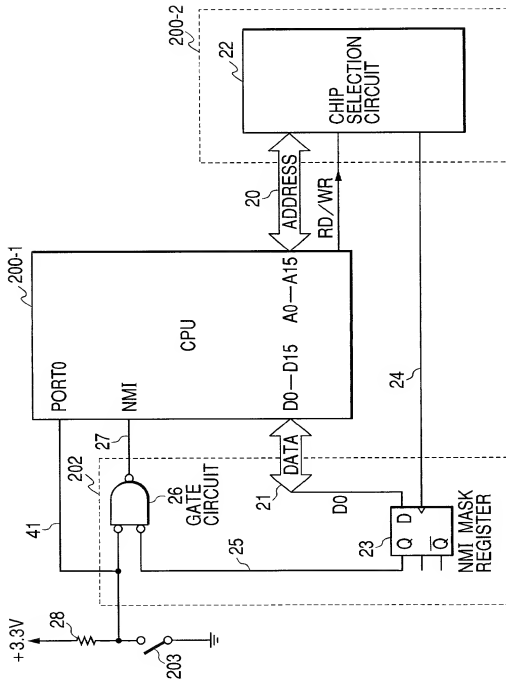 200-2
22
CHIP
SELECTION
CIRCUIT
20
ADDRESS
RD/WR
200-1
PORT0
NMI
CPU
D0—D15
A0—A15
24
41
202
27
26
GATE
CIRCUIT
21
DATA
D0
25
23
Q
D
Q
NMI MASK
REGISTER
+3.3V
28
203